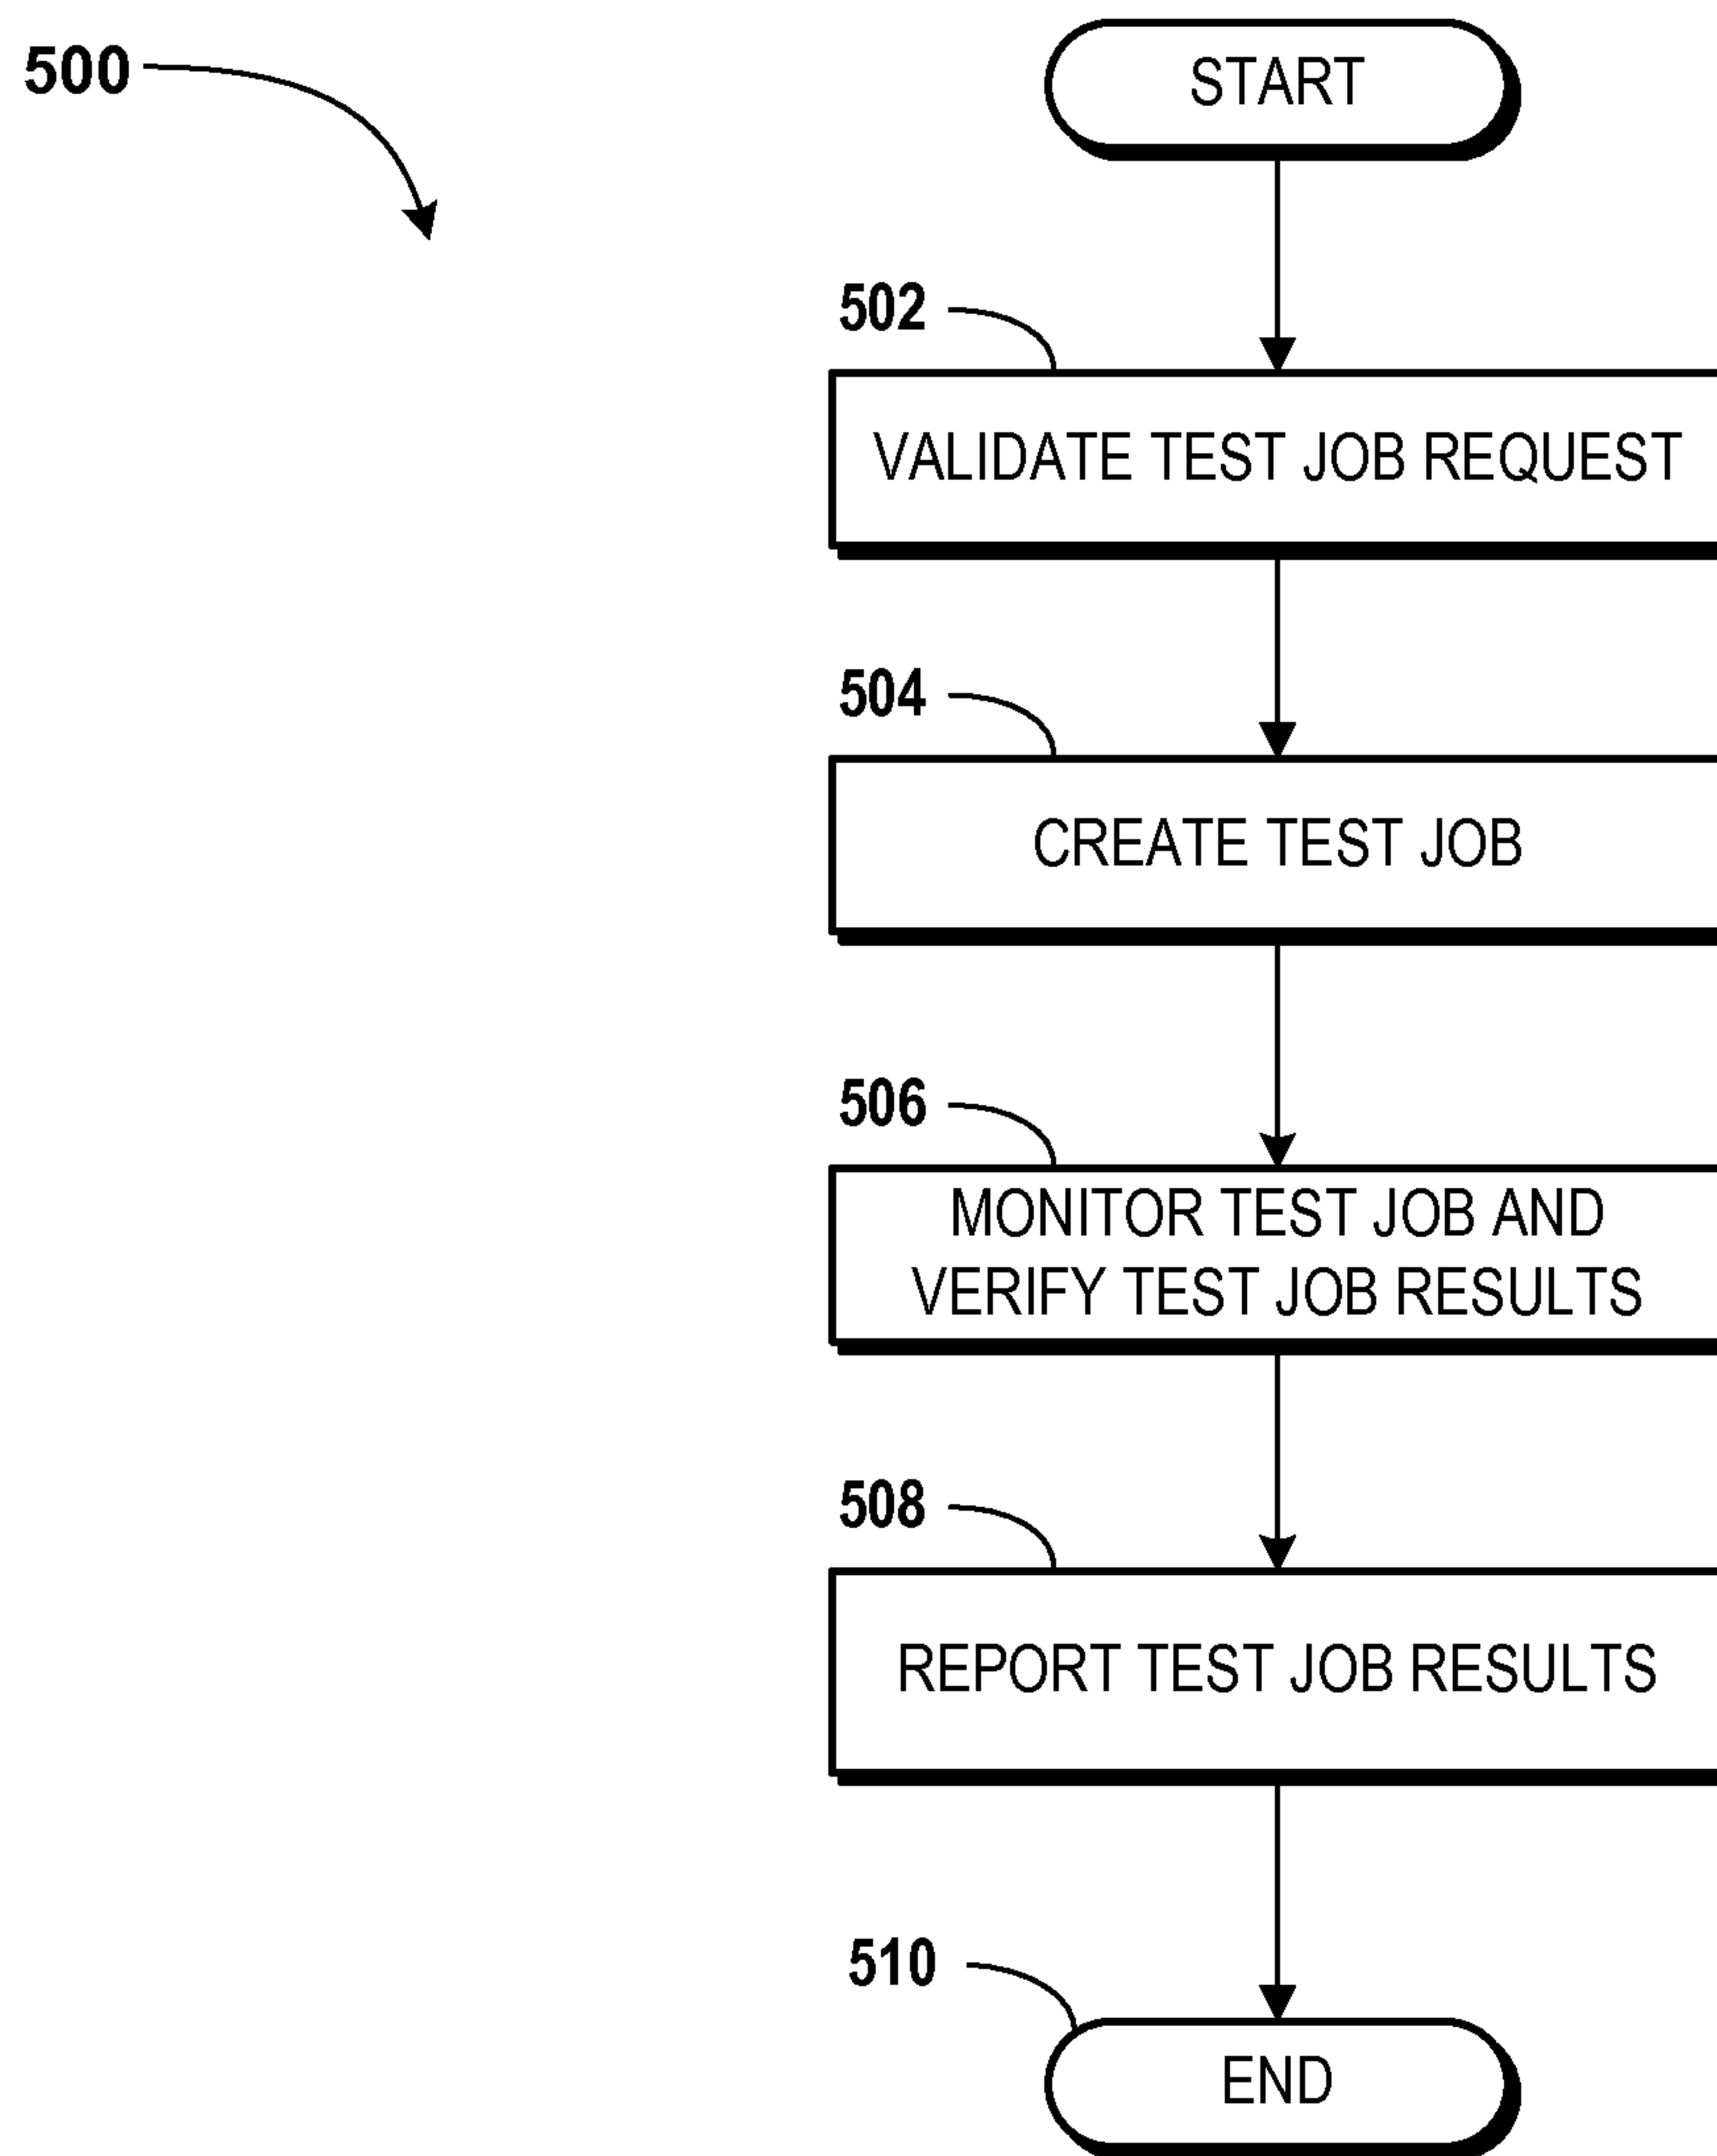 500
START
502
VALIDATE TEST JOB REQUEST
504
CREATE TEST JOB
506
MONITOR TEST JOB AND
VERIFY TEST JOB RESULTS
508
REPORT TEST JOB RESULTS
510
END